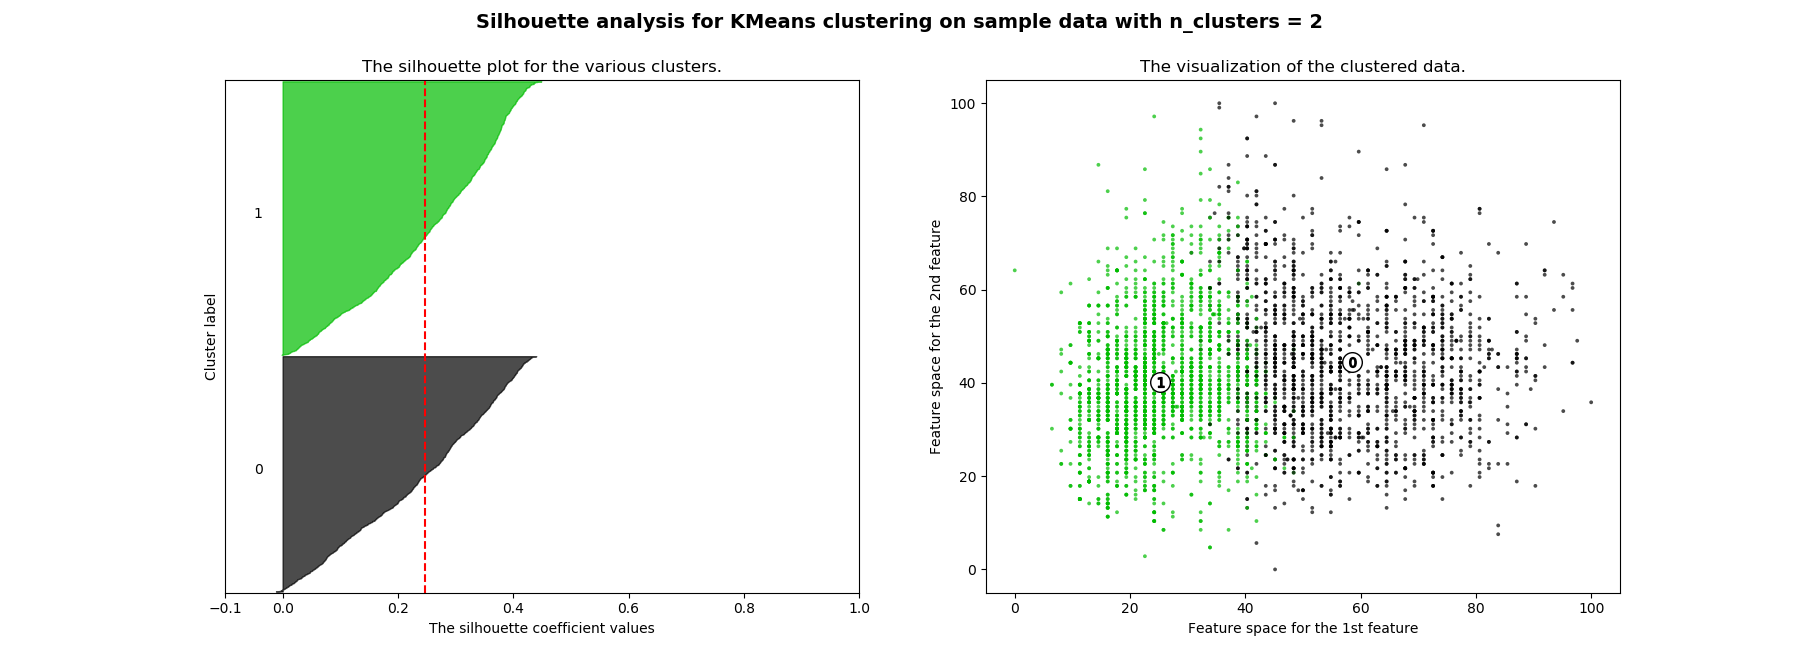 Silhouette analysis for KMeans clustering on sample data with n_clusters = 2
The silhouette plot for the various clusters.
Cluster label
1
0
−0.1 0.0 0.2 0.4 0.6 0.8 1.0
The silhouette coefficient values
The visualization of the clustered data.
Feature space for the 2nd feature
100
80
60
40
20
0
1
0
0 20 40 60 80 100
Feature space for the 1st feature